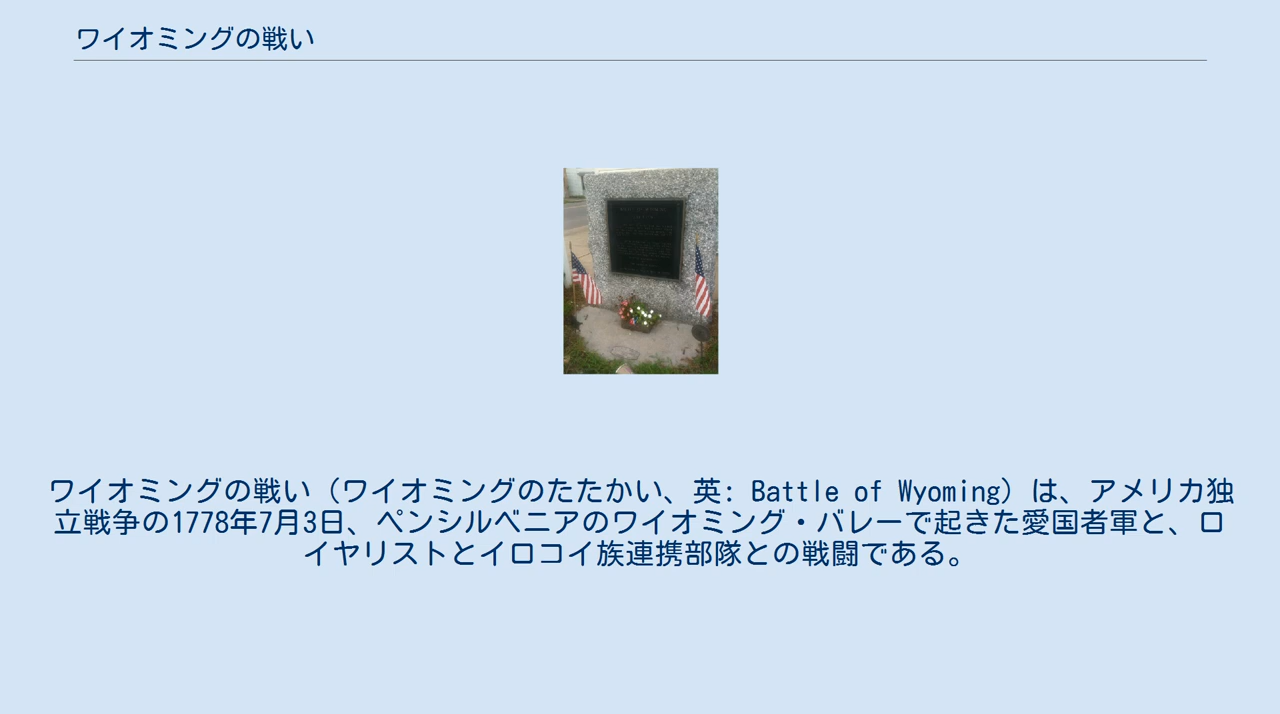 ワイオミングの戦い
ワイオミングの戦い（ワイオミングのたたかい、英: Battle of Wyoming）は、アメリカ独
立戦争の1778年7月3日、ペンシルベニアのワイオミング・バレーで起きた愛国者軍と、ロ
イヤリストとイロコイ族連携部隊との戦闘である。